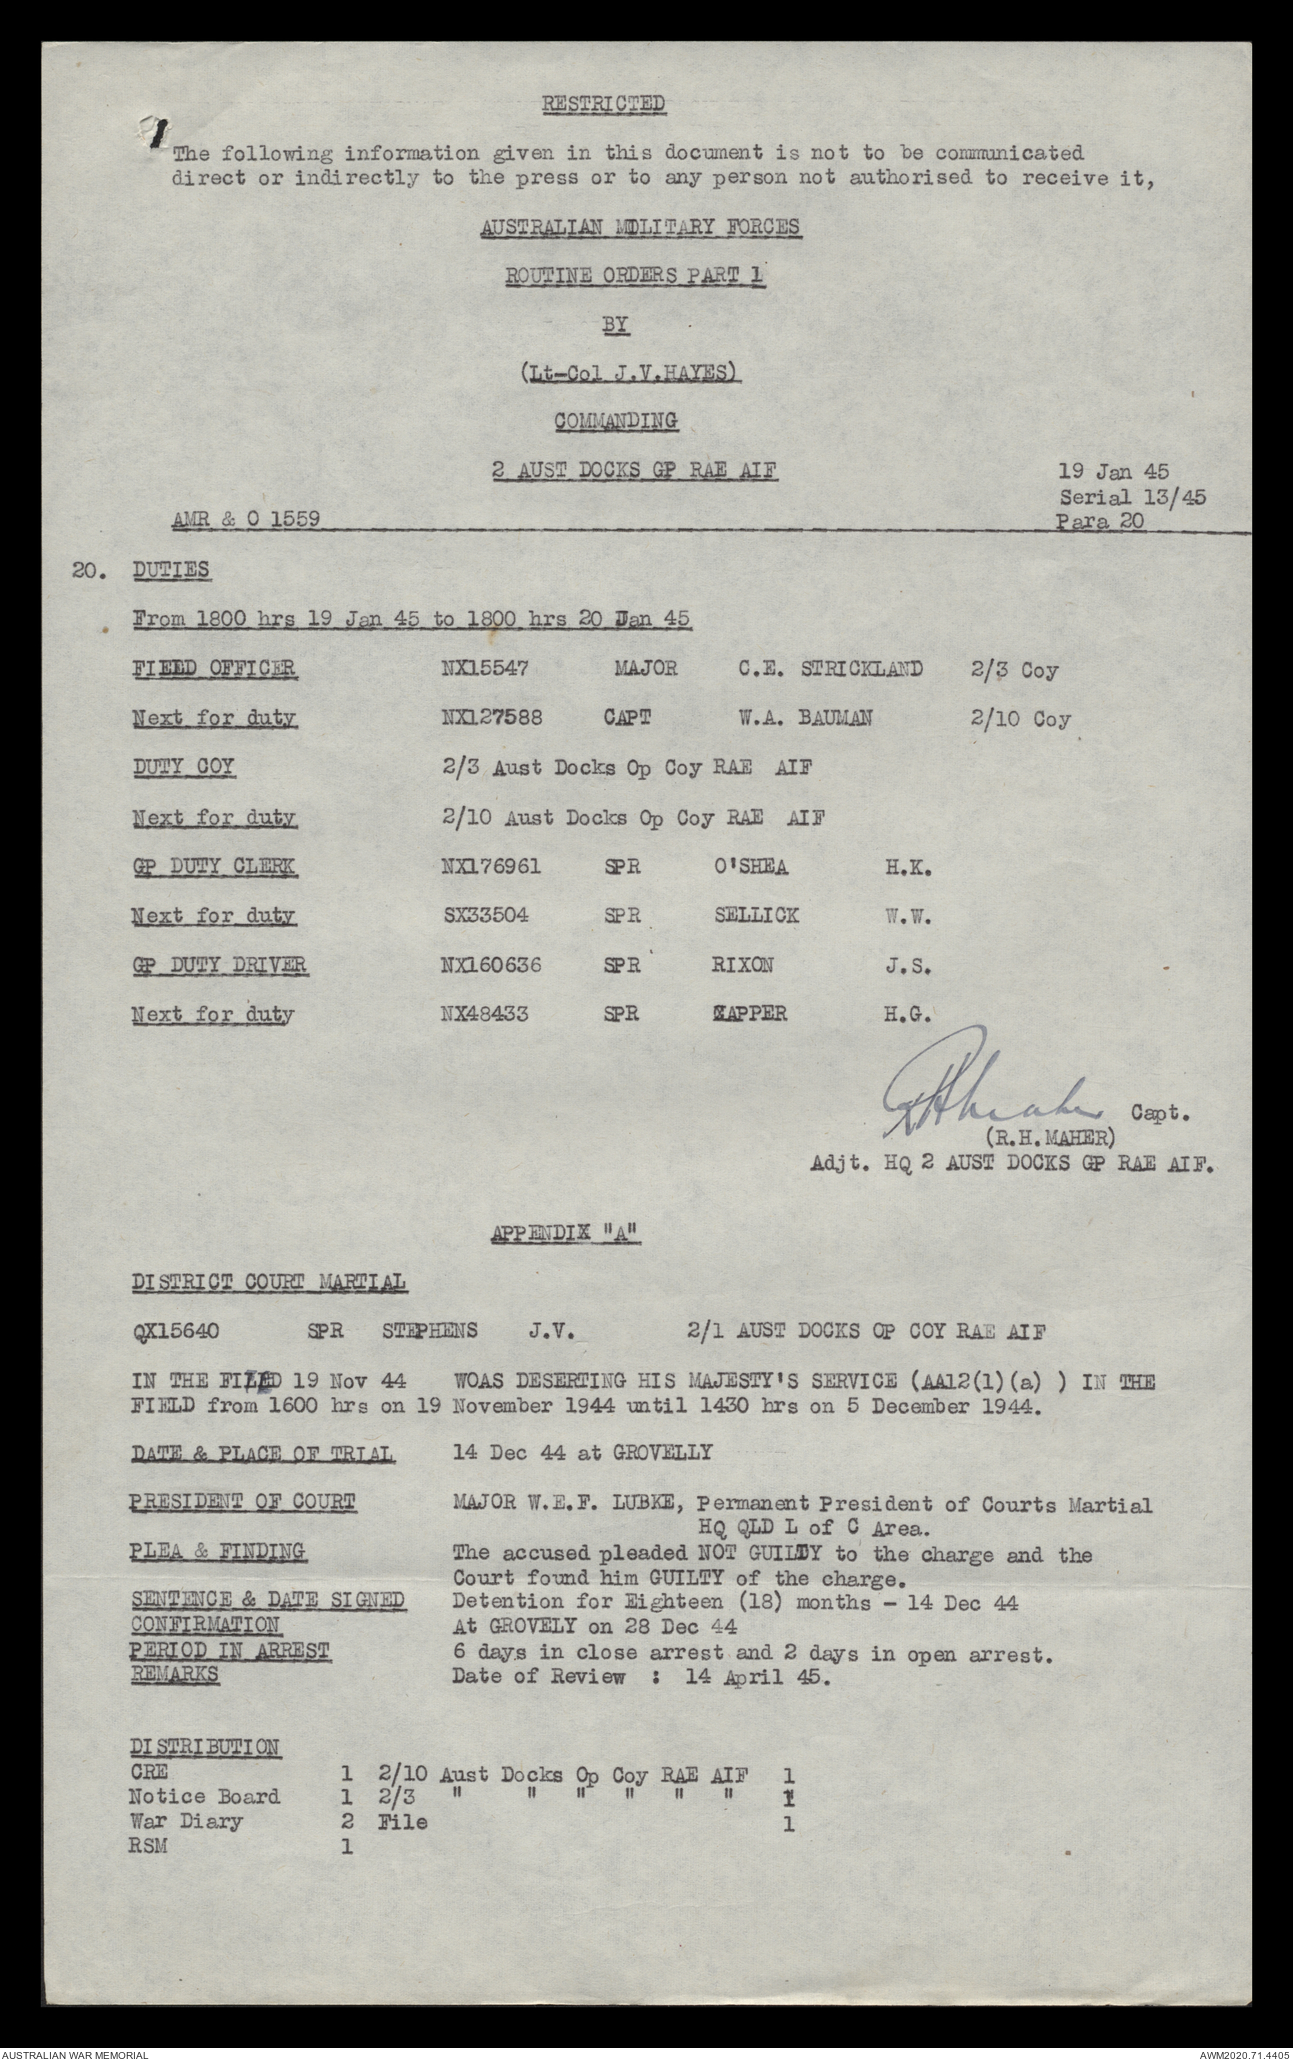 RESTRICTED
The following information given in this document is not to be communicated
direct or indirectly to the press or to any person not authorised to receive it,
AUSTRALIAN MILITARY FORCES
ROUTINE ORDERS PART 1
BY
(Lt-Col J.V.HAYES)
COMMANDING
2 AUST DOCKS GP RAE AIF
19 Jan 45
Serial 13/45
AMR & O 1559 Para 20
20. DUTIES
From 1800 hrs 19 Jan 45 to 1800 hrs 20 Jan 45
FIELD OFFICER NX15547 MAJOR C.E. STRICKLAND 2/3 Coy
Next for duty NX127588 CAPT W.A. BAUMAN 2/10 Coy
DUTY COY 2/3 Aust Docks Op Coy RAE AIF
Next for duty 2/10 Aust Docks Op Coy RAE AIF
GP DUTY CLERK NX176961 SPR O'SHEA H.K.
Next for duty SX33504 SPR SELLICK W.W.
GP DUTY DRIVER NX160636 SPR RIXON J.S.
Next for duty NX48433 SPR H.G.
RHMaher Capt.
(R.H.MAHER)
Adjt. HQ 2 AUST DOCKS GP RAE AIF.
APPENDIX "A"
DISTRICT COURT MARTIAL
QX15640 SPR STEPHENS J.V. 2/1 AUST DOCKS OP COY RAE AIF
IN THE FIELD 19 Nov 44 WOAS DESERTING HIS MAJESTY'S SERVICE (AA12(1)(a) ) IN THE
FIELD from 1600 hrs on 19 November 1944 until 1430 hrs on 5 December 1944.
DATE & PLACE OF TRIAL 14 Dec 44 at GROVELLY
PRESIDENT OF COURT MAJOR W.E.F. LUBKE, Permanent President of Courts Martial
HQ QLD L of C Area.
PLEA & FINDING The accused pleaded NOT GUILTY to the charge and the
Court found him GUILTY of the charge.
SENTENCE & DATE SIGNED Detention for Eighteen (18) months - 14 Dec 44
CONFIRMATION At GROVELY on 28 Dec 44
PERIOD IN ARREST 6 days in close arrest and 2 days in open arrest.
REMARKS Date of Review : 14 April 45.
DISTRIBUTION
CRE 1 2/10 Aust Docks Op Coy RAE AIF 1
Notice Board 1 2/3 " " " " " " 1
War Diary 2 File 1
RSM 1
AUSTRALIAN WAR MEMORIAL AWM2020.71.4405